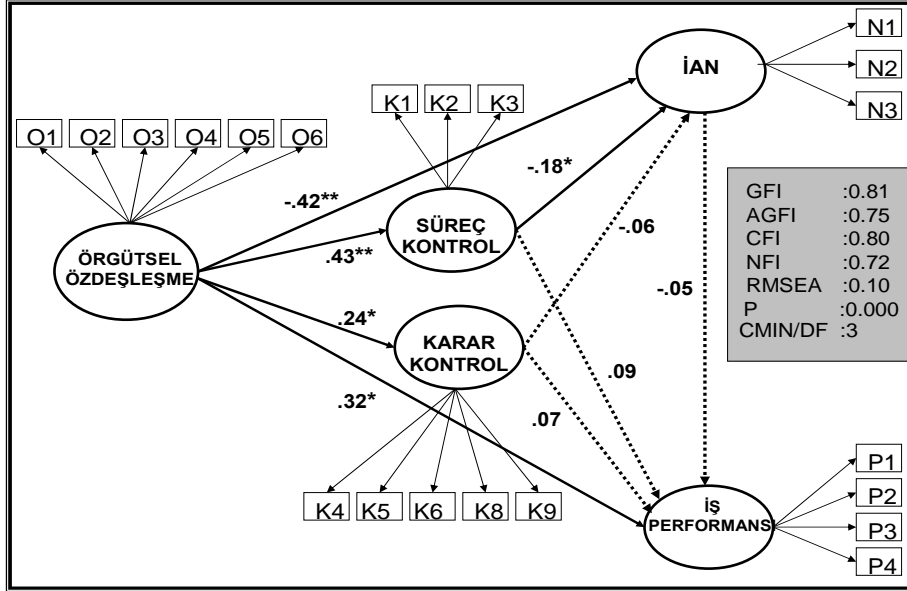 N1
İAN
N2
N3
K1
K2
K3
O1
O2
O3
O4
O5
O6
-.42**
-.18*
SÜREÇ
KONTROL
.43**
ÖRGÜTSEL
ÖZDEŞLEŞME
-.06
-.05
GFI :0.81
AGFI :0.75
CFI :0.80
NFI :0.72
RMSEA :0.10
P :0.000
CMIN/DF :3
.24*
KARAR
KONTROL
.09
.32*
.07
K4
K5
K6
K8
K9
İŞ
PERFORMANS
P1
P2
P3
P4